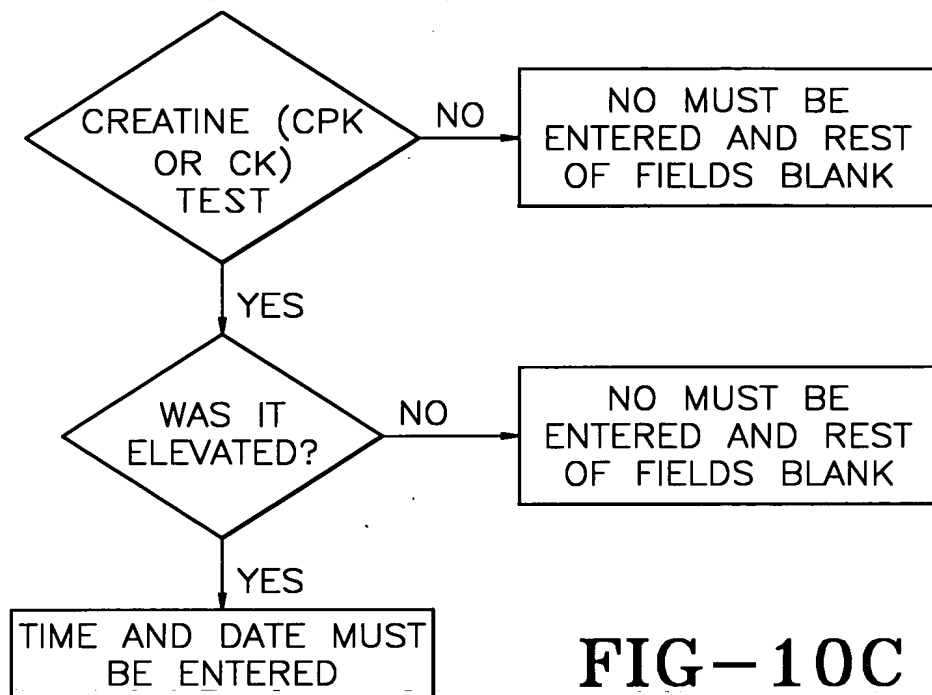 CREATINE (CPK
OR CK)
TEST
NO
NO MUST BE
ENTERED AND REST
OF FIELDS BLANK
YES
WAS IT
ELEVATED?
NO
NO MUST BE
ENTERED AND REST
OF FIELDS BLANK
YES
TIME AND DATE MUST
BE ENTERED
FIG-10C